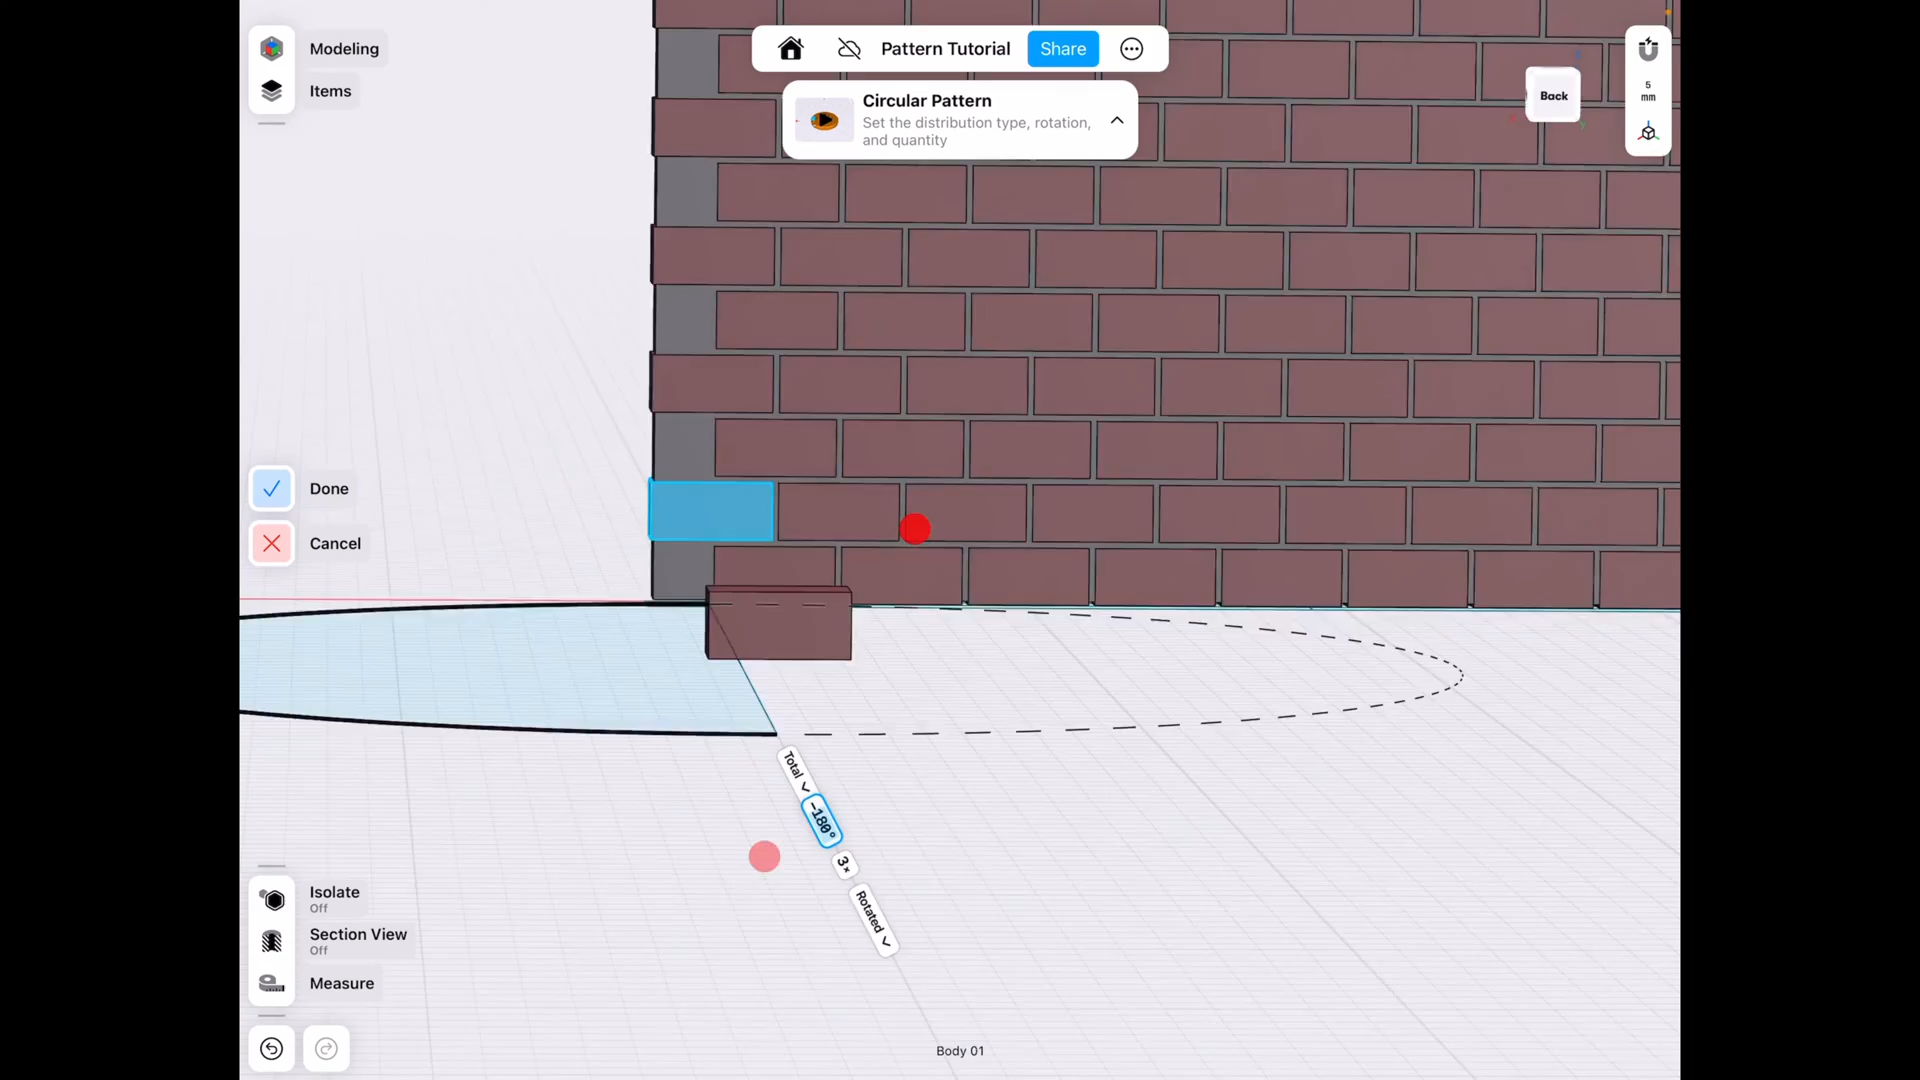 Modeling
Items
Pattern Tutorial
Share
Circular Pattern
Set the distribution type, rotation,
and quantity
Back
5
mm
Done
Cancel
Total
-180°
3×
Rotated
Isolate
Off
Section View
Off
Measure
Body 01